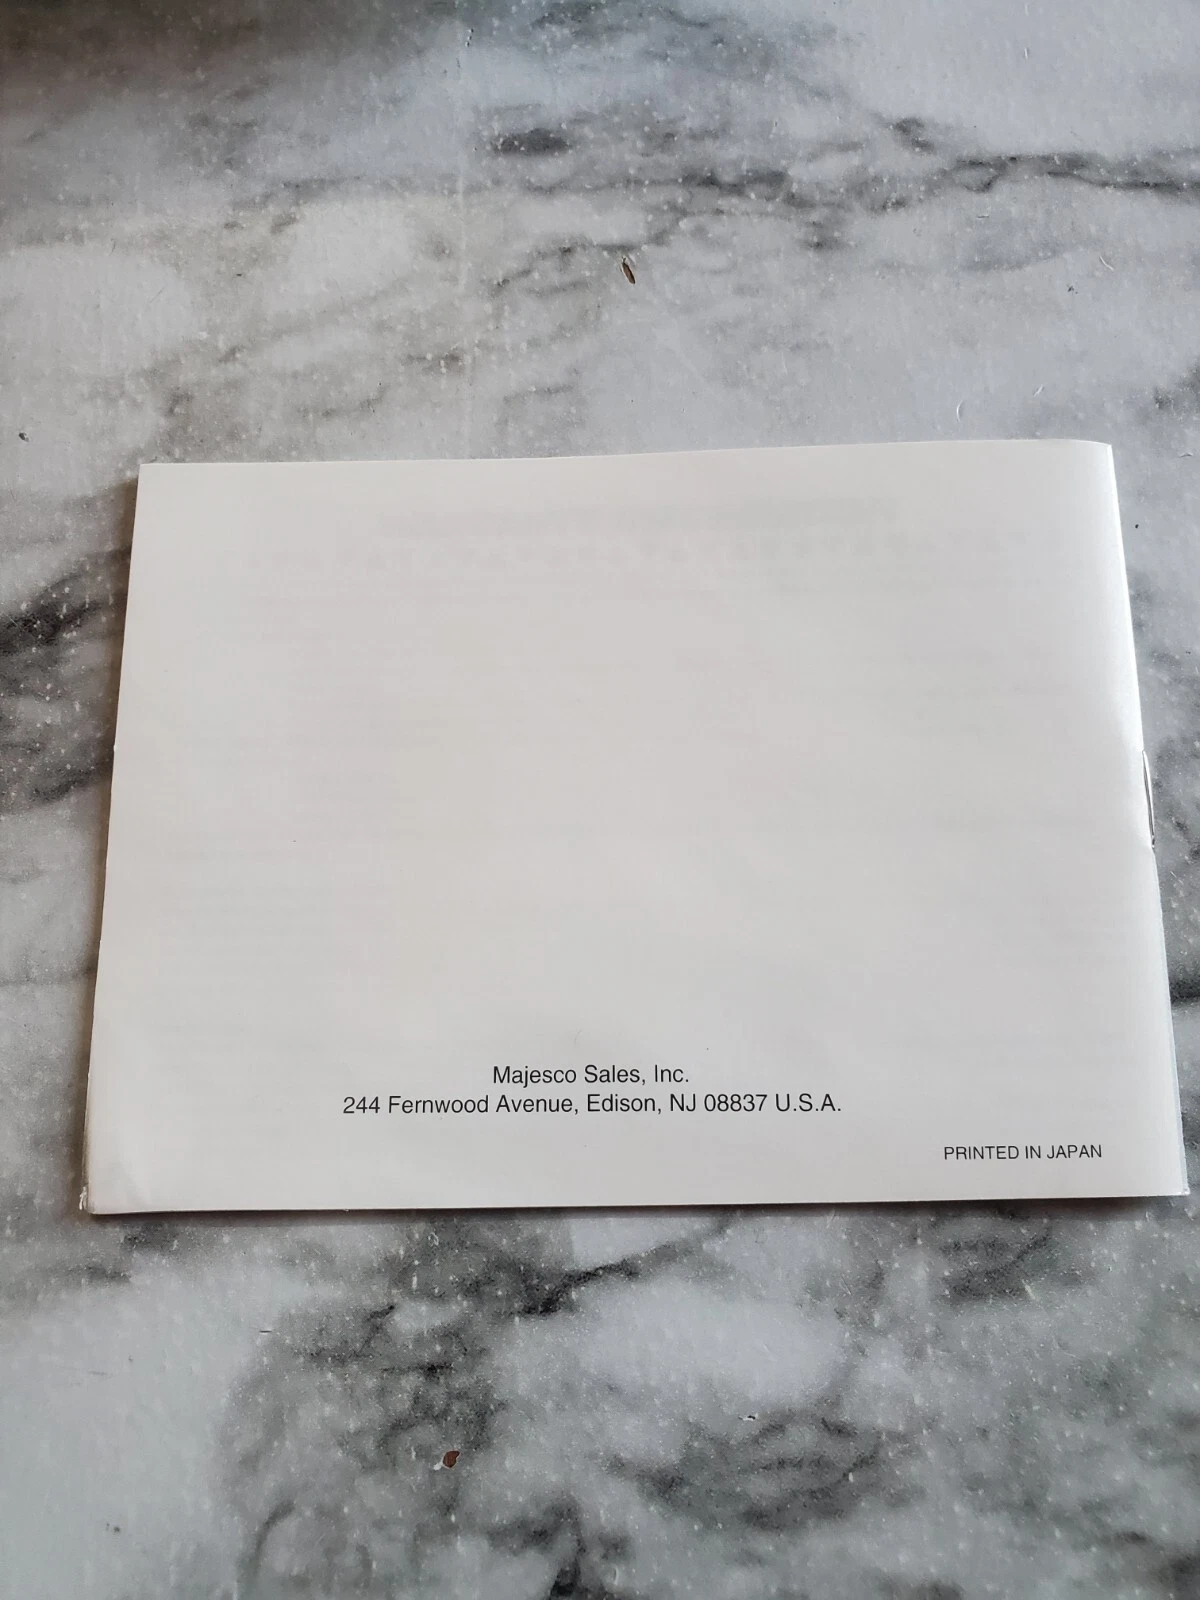 Majesco Sales, Inc.
244 Fernwood Avenue, Edison, NJ 08837 U.S.A.
PRINTED IN JAPAN